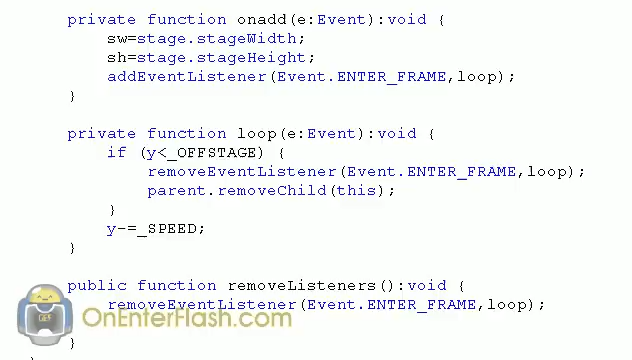 private function onadd(e:Event):void {
sw=stage.stageWidth;
sh=stage.stageHeight;
addEventListener(Event.ENTER_FRAME,loop);
}
private function loop(e:Event):void {
if (y<_OFFSTAGE) {
removeEventListener(Event.ENTER_FRAME,loop);
parent.removeChild(this);
}
y-=_SPEED;
}
public function removeListeners():void {
removeEventListener(Event.ENTER_FRAME,loop);
OnEnterFlash.com
}